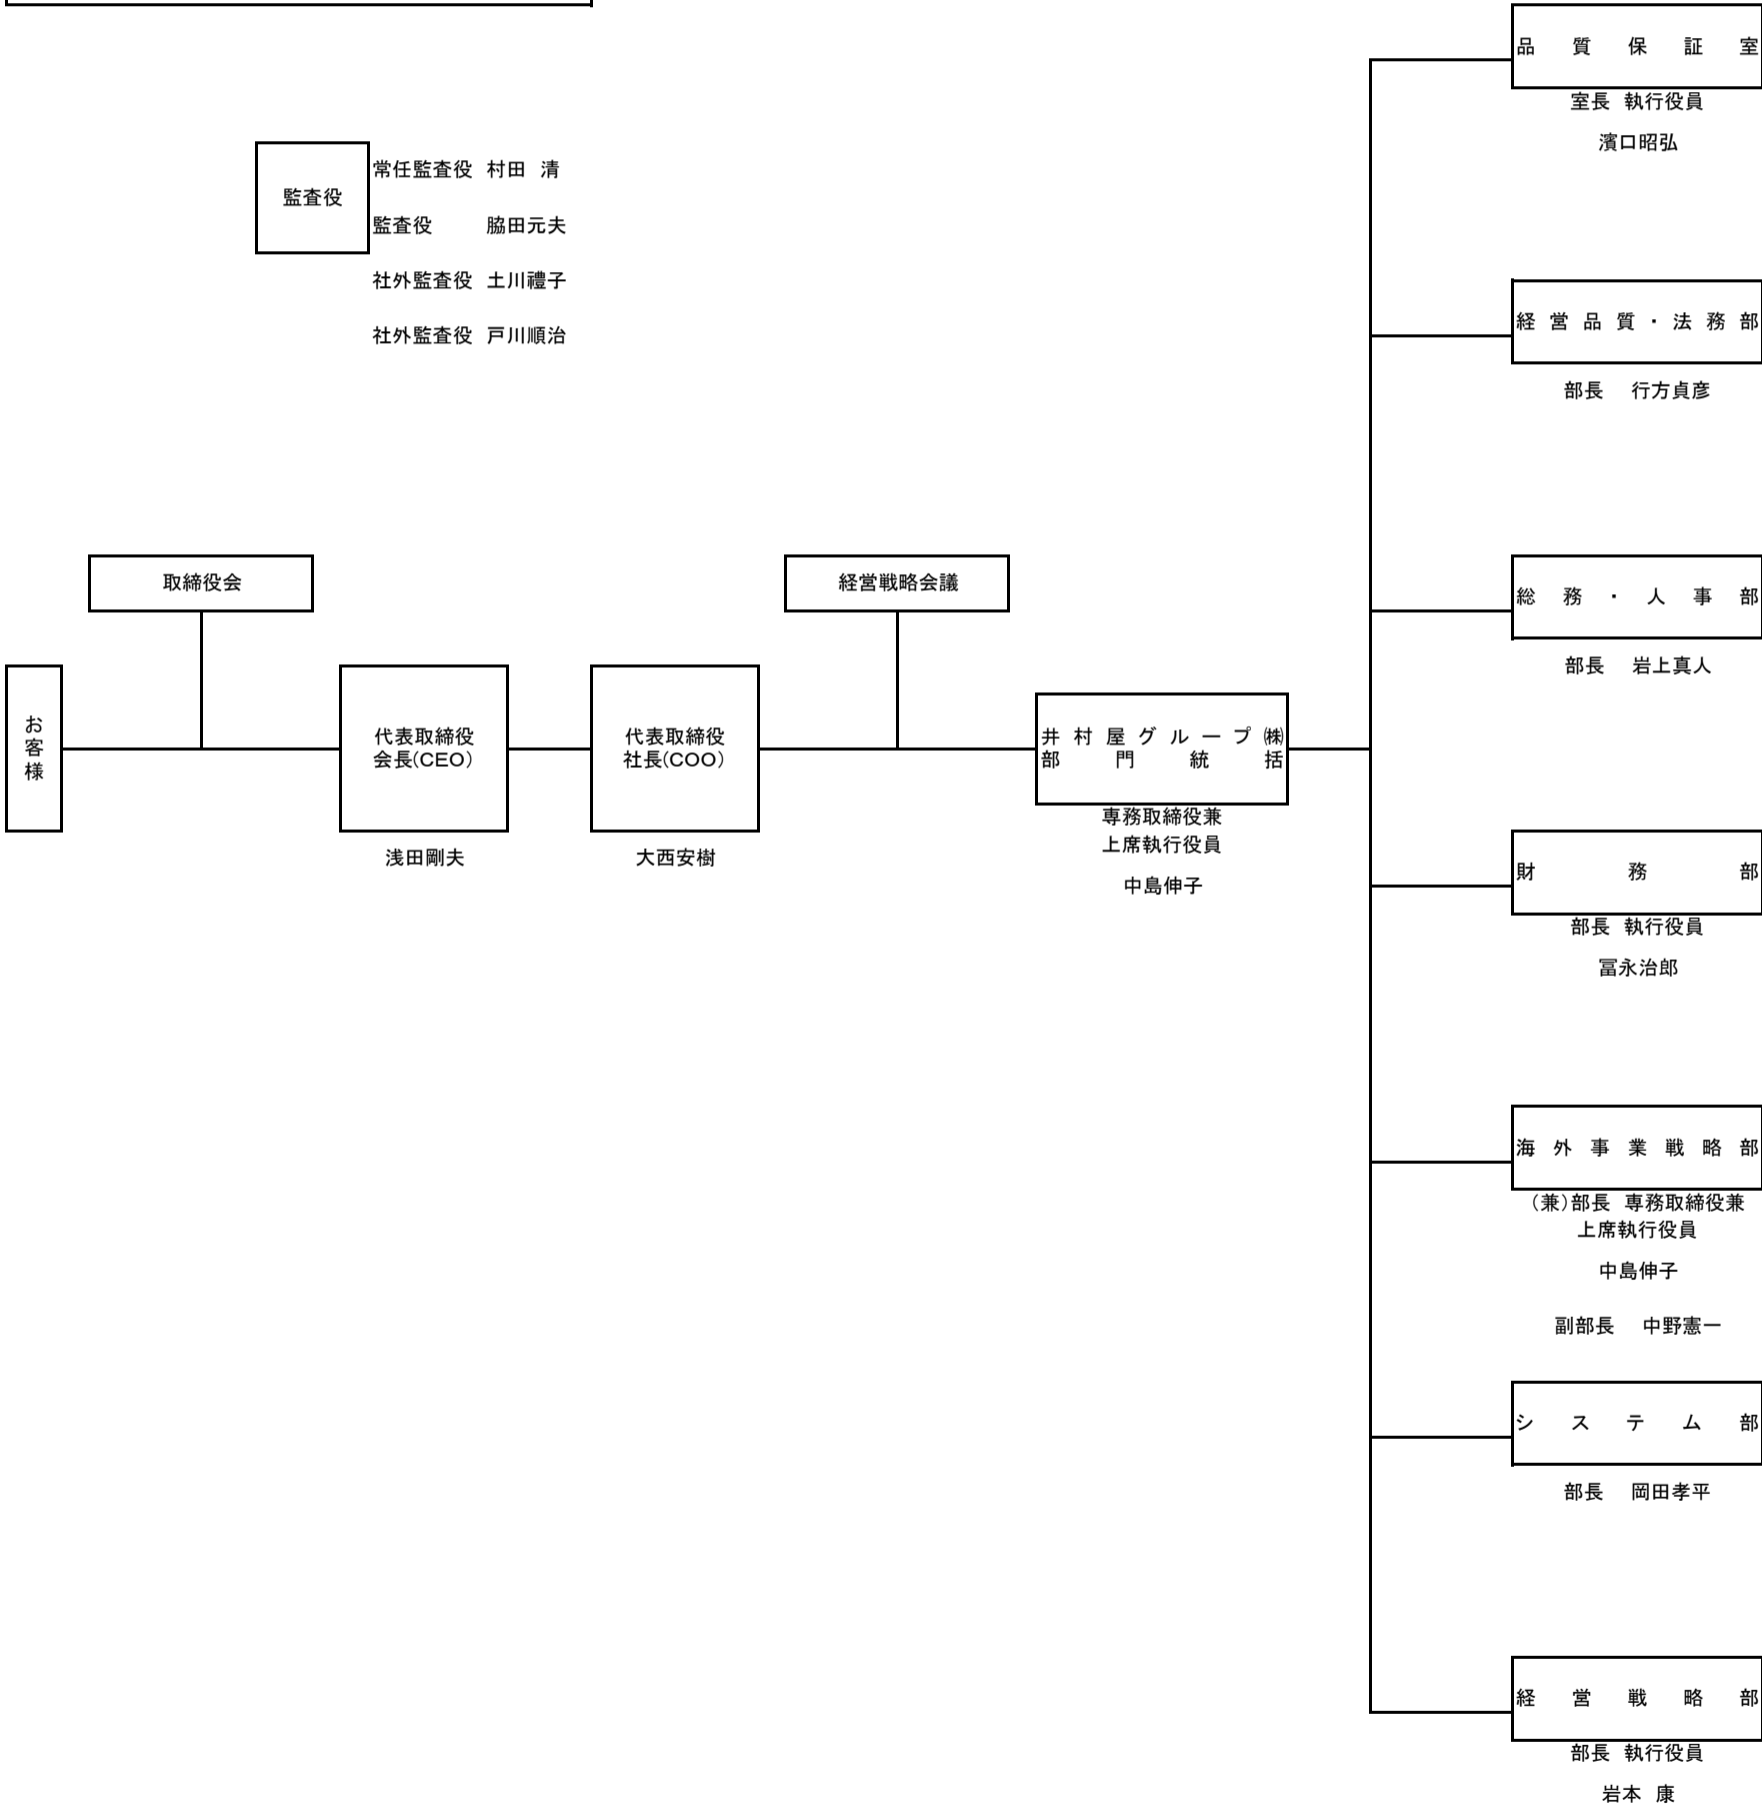 監査役
常任監査役 村田 清
監査役 脇田元夫
社外監査役 土川禮子
社外監査役 戸川順治
取締役会
経営戦略会議
お客様
代表取締役
会長(CEO)
浅田剛夫
代表取締役
社長(COO)
大西安樹
井村屋グループ㈱
部門統括
専務取締役兼
上席執行役員
中島伸子
品質保証室
室長 執行役員
濱口昭弘
経営品質・法務部
部長 行方貞彦
総務・人事部
部長 岩上真人
財務部
部長 執行役員
冨永治郎
海外事業戦略部
(兼)部長 専務取締役兼
上席執行役員
中島伸子
副部長 中野憲一
システム部
部長 岡田孝平
経営戦略部
部長 執行役員
岩本 康